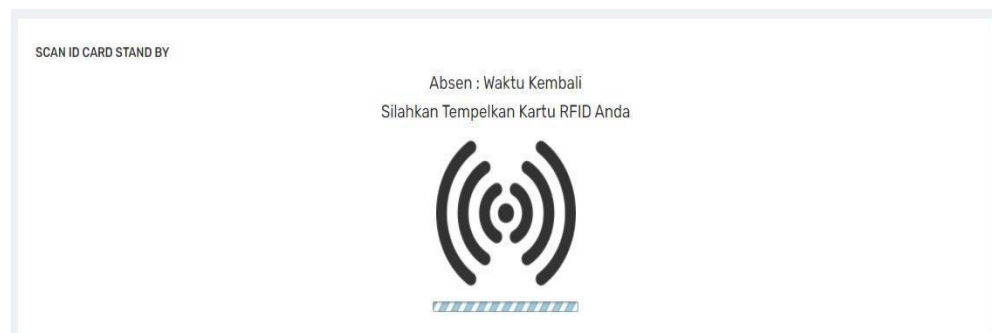 SCAN ID CARD STAND BY
Absen : Waktu Kembali
Silahkan Tempelkan Kartu RFID Anda